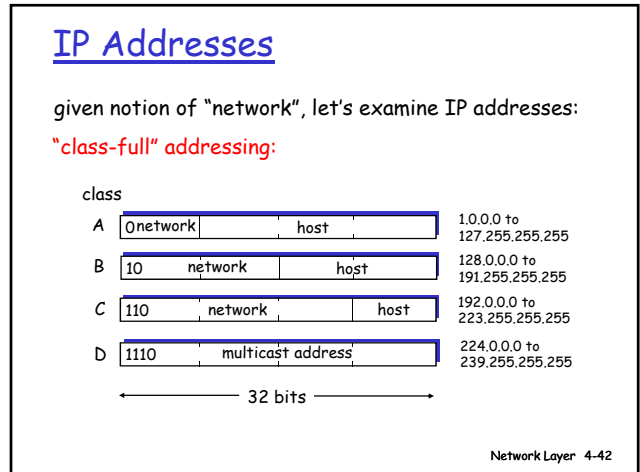 IP Addresses
given notion of “network”, let’s examine IP addresses:
“class-full” addressing:
class
A 0network host 1.0.0.0 to 127.255.255.255
B 10 network host 128.0.0.0 to 191.255.255.255
C 110 network host 192.0.0.0 to 223.255.255.255
D 1110 multicast address 224.0.0.0 to 239.255.255.255
32 bits
Network Layer 4-42